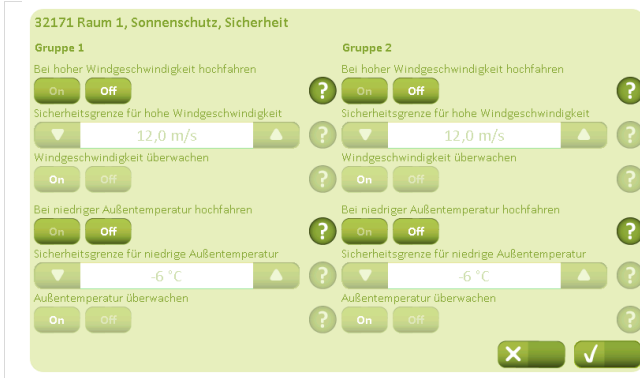 32171 Raum 1, Sonnenschutz, Sicherheit
Gruppe 1
Bei hoher Windgeschwindigkeit hochfahren
On Off ?
Sicherheitsgrenze für hohe Windgeschwindigkeit
12,0 m/s ?
Windgeschwindigkeit überwachen
On Off ?
Bei niedriger Außentemperatur hochfahren
On Off ?
Sicherheitsgrenze für niedrige Außentemperatur
-6 °C ?
Außentemperatur überwachen
On Off ?
Gruppe 2
Bei hoher Windgeschwindigkeit hochfahren
On Off ?
Sicherheitsgrenze für hohe Windgeschwindigkeit
12,0 m/s ?
Windgeschwindigkeit überwachen
On Off ?
Bei niedriger Außentemperatur hochfahren
On Off ?
Sicherheitsgrenze für niedrige Außentemperatur
-6 °C ?
Außentemperatur überwachen
On Off ?